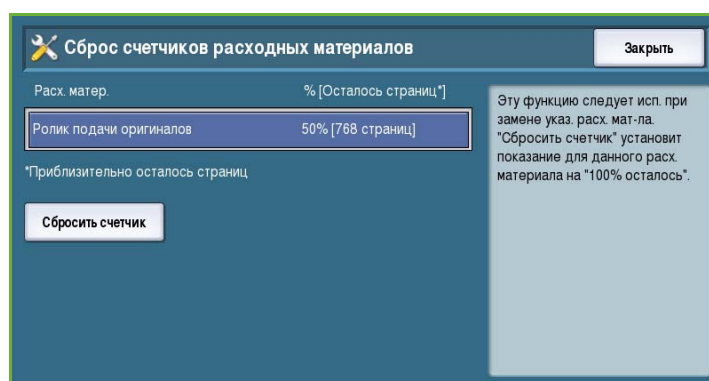 Сброс счетчиков расходных материалов
Закрыть
Расх. матер.
% [Осталось страниц*]
Ролик подачи оригиналов
50% [768 страниц]
*Приблизительно осталось страниц
Сбросить счетчик
Эту функцию следует исп. при
замене указ. расх. мат-ла.
"Сбросить счетчик" установит
показание для данного расх.
материала на "100% осталось".